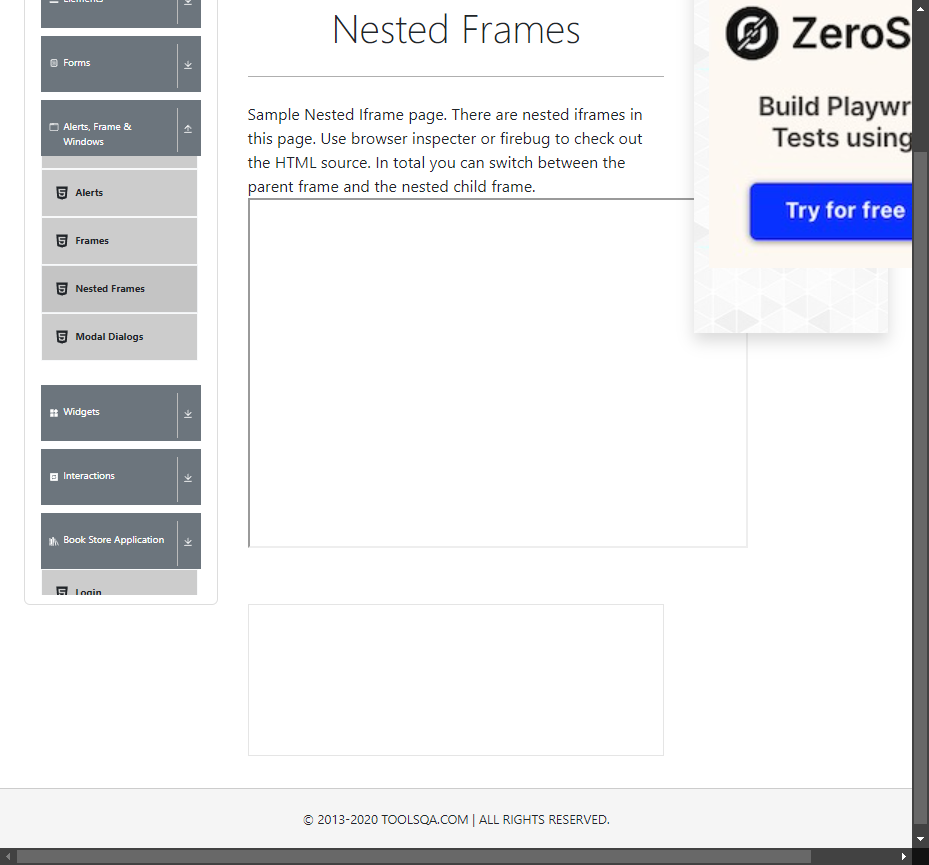 Elements
Forms
Alerts, Frame &
Windows
Alerts
Frames
Nested Frames
Modal Dialogs
Widgets
Interactions
Book Store Application
Login
Nested Frames
Sample Nested Iframe page. There are nested iframes in
this page. Use browser inspecter or firebug to check out
the HTML source. In total you can switch between the
parent frame and the nested child frame.
ZeroS
Build Playwr
Tests using
Try for free
© 2013-2020 TOOLSQA.COM | ALL RIGHTS RESERVED.